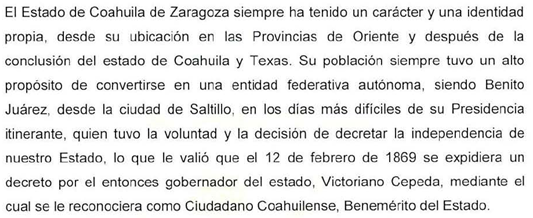 El Estado de Coahuila de Zaragoza siempre ha tenido un carácter y una identidad
propia, desde su ubicación en las Provincias de Oriente y después de la
conclusión del estado de Coahuila y Texas. Su población siempre tuvo un alto
propósito de convertirse en una entidad federativa autónoma, siendo Benito
Juárez, desde la ciudad de Saltillo, en los días más difíciles de su Presidencia
itinerante, quien tuvo la voluntad y la decisión de decretar la independencia de
nuestro Estado, lo que le valió que el 12 de febrero de 1869 se expidiera un
decreto por el entonces gobernador del estado, Victoriano Cepeda, mediante el
cual se le reconociera como Ciudadano Coahuilense, Benemérito del Estado.